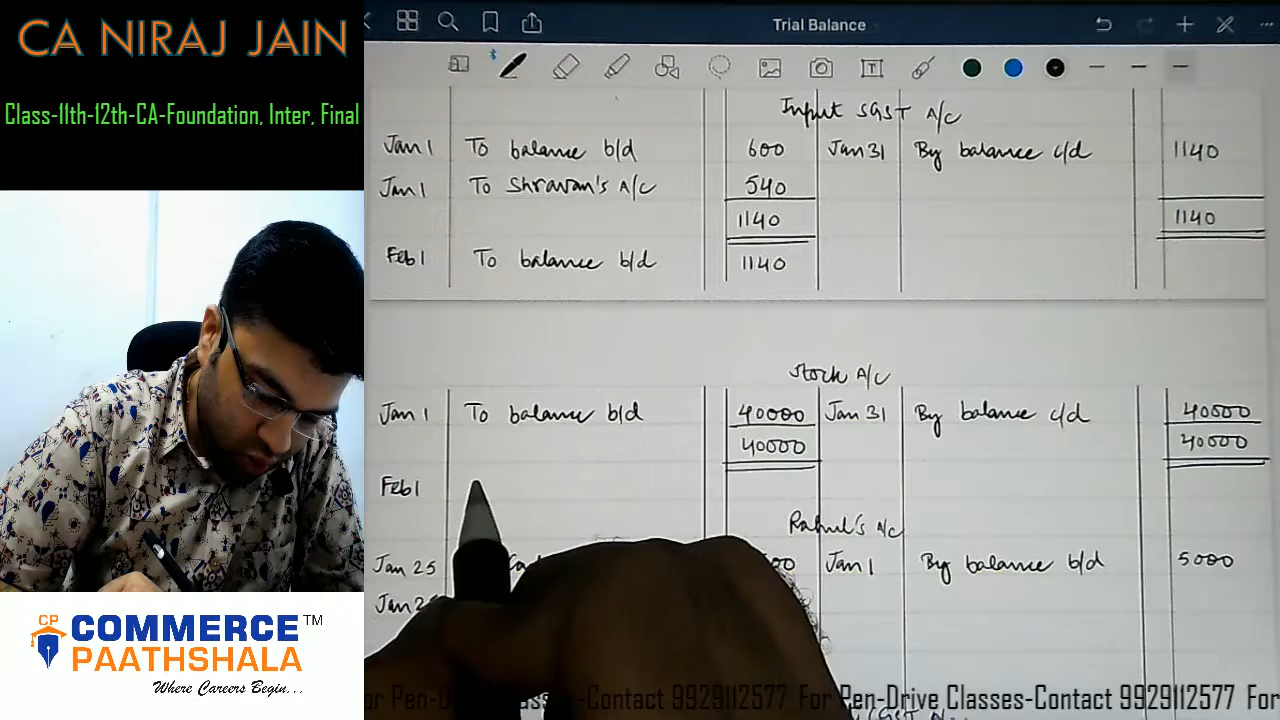 CA NIRAJ JAIN
Class-11th-12th-CA-Foundation, Inter, Final
Trial Balance
Input SGST A/c
Jan 1 To balance b/d 600 Jan 31 By balance c/d 1140
Jan 1 To Shravan's A/c 540
1140 1140
Feb 1 To balance b/d 1140
Stock A/c
Jan 1 To balance b/d 40000 Jan 31 By balance c/d 40000
40000 40000
Feb 1
Rahul's A/c
Jan 25 Jan 1 By balance b/d 5000
CP COMMERCE TM
PAATHSHALA
Where Careers Begin...
For Pen-Drive Classes-Contact 9929112577 For